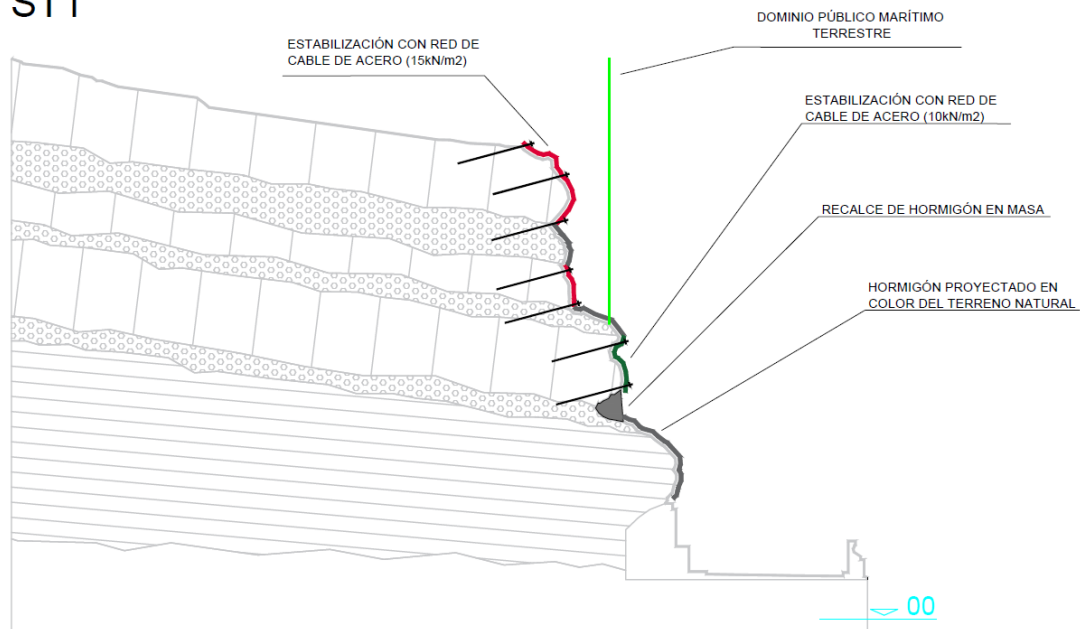 ESTABILIZACIÓN CON RED DE
CABLE DE ACERO (15kN/m2)
DOMINIO PÚBLICO MARÍTIMO
TERRESTRE
ESTABILIZACIÓN CON RED DE
CABLE DE ACERO (10kN/m2)
RECALCE DE HORMIGÓN EN MASA
HORMIGÓN PROYECTADO EN
COLOR DEL TERRENO NATURAL
00